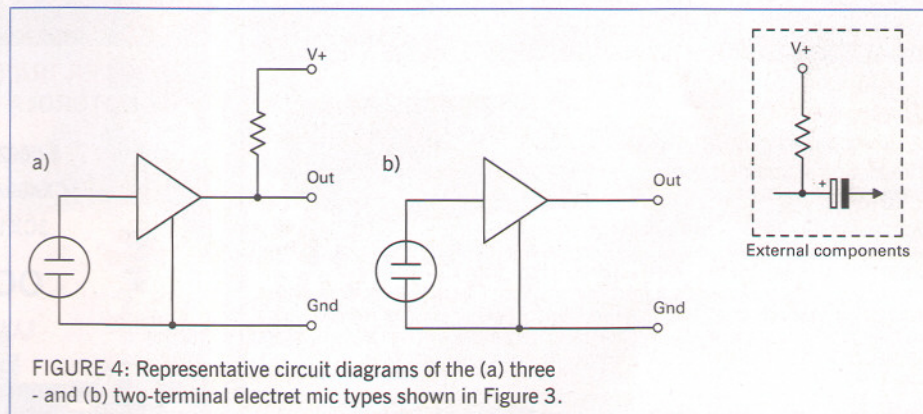 V+
a)
Out
Gnd
b)
Out
Gnd
V+
+
External components
FIGURE 4: Representative circuit diagrams of the (a) three
- and (b) two-terminal electret mic types shown in Figure 3.